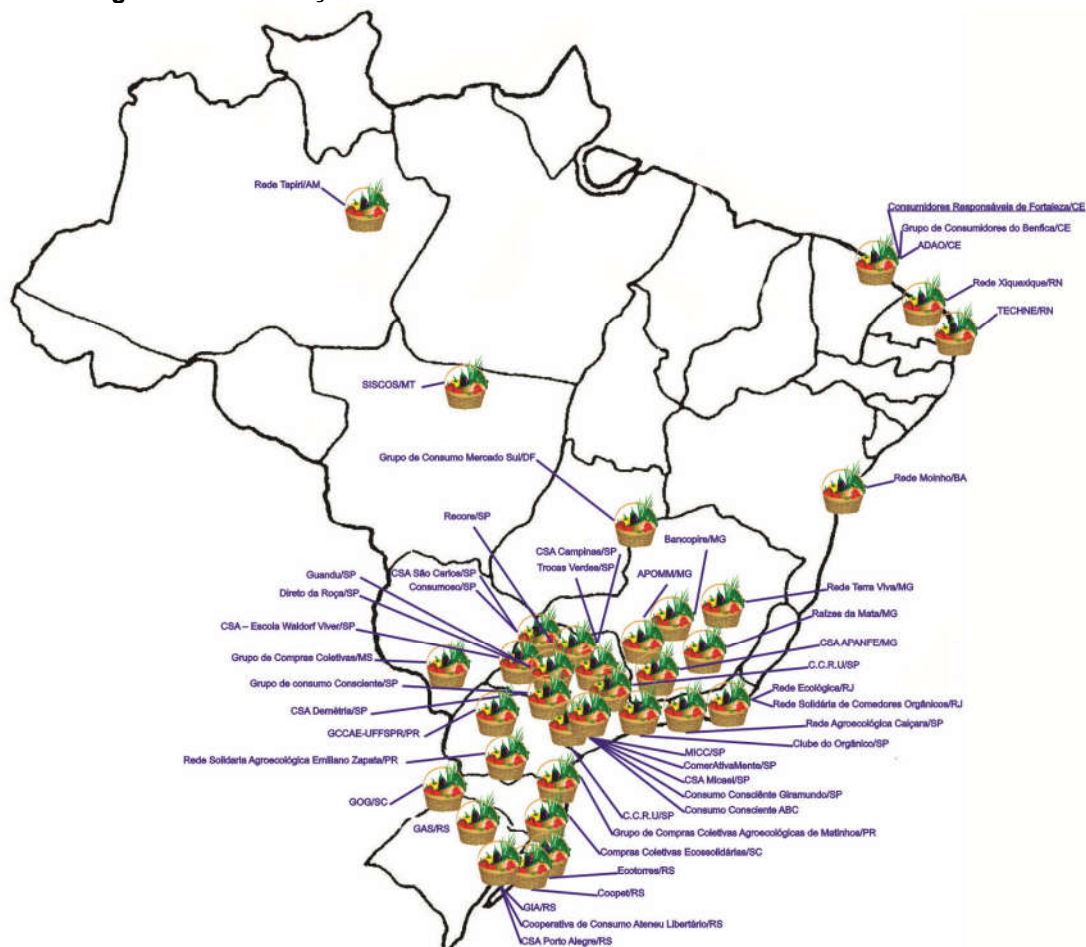 Rede Tapiri/AM
Consumidores Responsáveis de Fortaleza/CE
Grupo de Consumidores do Benfica/CE
ADAO/CE
Rede Xiquexique/RN
TECHNE/RN
SISCOS/MT
Grupo de Consumo Mercado Sul/DF
Rede Moinho/BA
Recore/SP
Bancopire/MG
CSA Campinas/SP
Trocas Verdes/SP
Guandu/SP
CSA São Carlos/SP
Consumoso/SP
APOMM/MG
Rede Terra Viva/MG
Direto da Roça/SP
Raízes da Mata/MG
CSA – Escola Waldorf Viver/SP
CSA APANFE/MG
Grupo de Compras Coletivas/MS
C.C.R.U/SP
Grupo de consumo Consciente/SP
Rede Ecológica/RJ
Rede Solidária de Comedores Orgânicos/RJ
CSA Demétria/SP
Rede Agroecológica Caiçara/SP
GCCAE-UFFSPR/PR
Clube do Orgânico/SP
MICC/SP
Rede Solidaria Agroecológica Emiliano Zapata/PR
ComerAtivaMente/SP
CSA Micael/SP
Consumo Consciênte Giramundo/SP
GOG/SC
Consumo Consciente ABC
C.C.R.U/SP
GAS/RS
Grupo de Compras Coletivas Agroecológicas de Matinhos/PR
Compras Coletivas Ecossolidárias/SC
Ecotorres/RS
Coopet/RS
GIA/RS
Cooperativa de Consumo Ateneu Libertário/RS
CSA Porto Alegre/RS